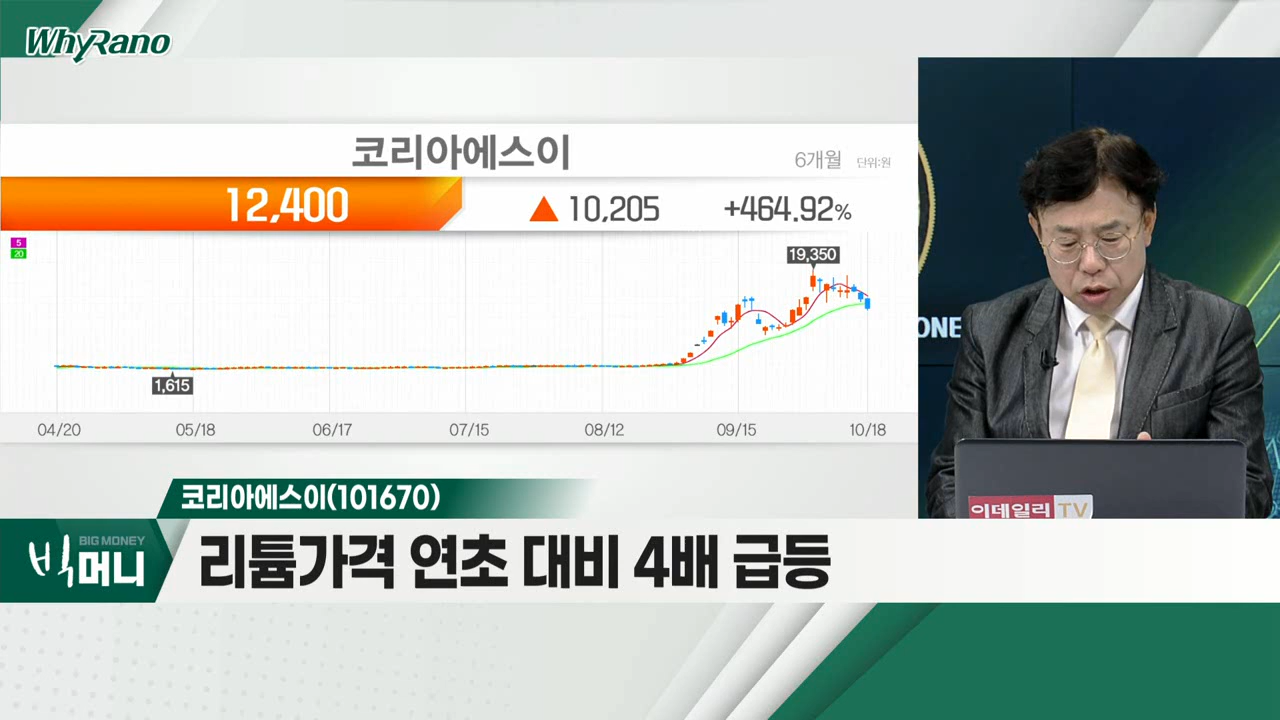 WhyRano
코리아에스이
6개월 단위:원
12,400 ▲ 10,205 +464.92%
5
20
19,350
1,615
04/20 05/18 06/17 07/15 08/12 09/15 10/18
ONE
이데일리 TV
코리아에스이(101670)
BIG MONEY
빅머니
리튬가격 연초 대비 4배 급등